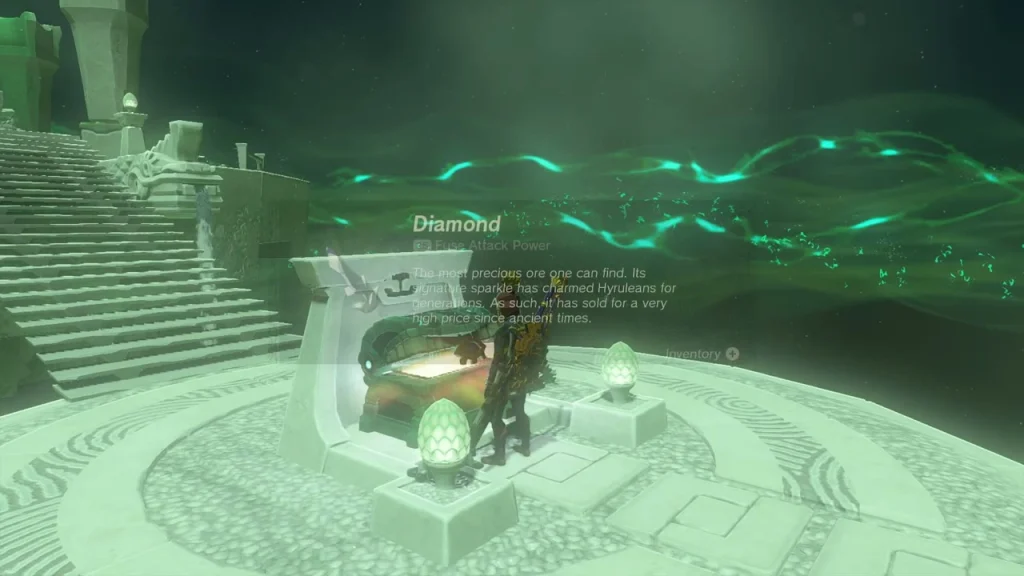 Diamond
Fuse Attack Power
The most precious ore one can find. Its
signature sparkle has charmed Hyruleans for
generations. As such, it has sold for a very
high price since ancient times.
Inventory